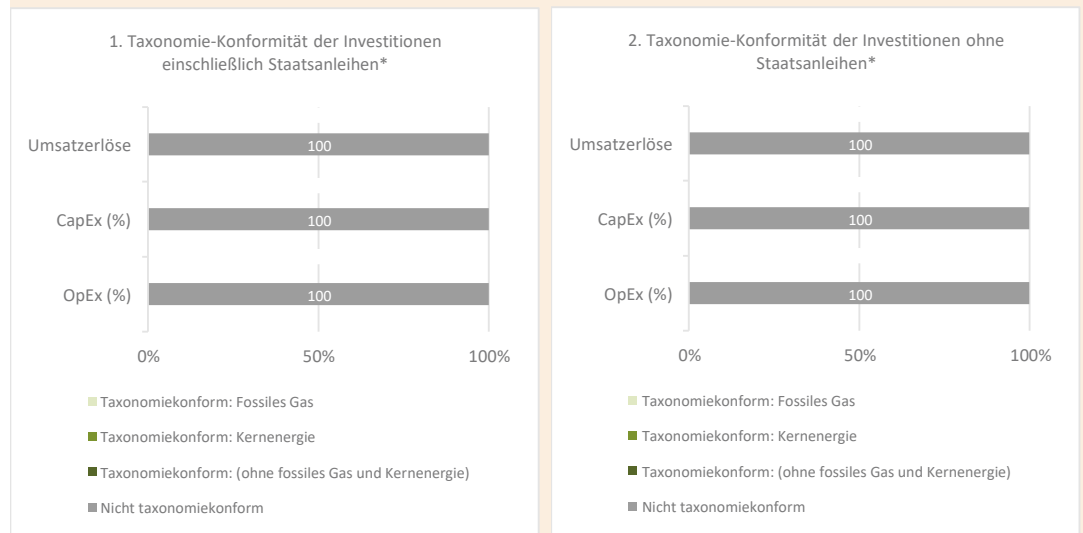 1. Taxonomie-Konformität der Investitionen
einschließlich Staatsanleihen*
Umsatzerlöse
100
CapEx (%)
100
OpEx (%)
100
0%
50%
100%
Taxonomiekonform: Fossiles Gas
Taxonomiekonform: Kernenergie
Taxonomiekonform: (ohne fossiles Gas und Kernenergie)
Nicht taxonomiekonform
2. Taxonomie-Konformität der Investitionen ohne
Staatsanleihen*
Umsatzerlöse
100
CapEx (%)
100
OpEx (%)
100
0%
50%
100%
Taxonomiekonform: Fossiles Gas
Taxonomiekonform: Kernenergie
Taxonomiekonform: (ohne fossiles Gas und Kernenergie)
Nicht taxonomiekonform